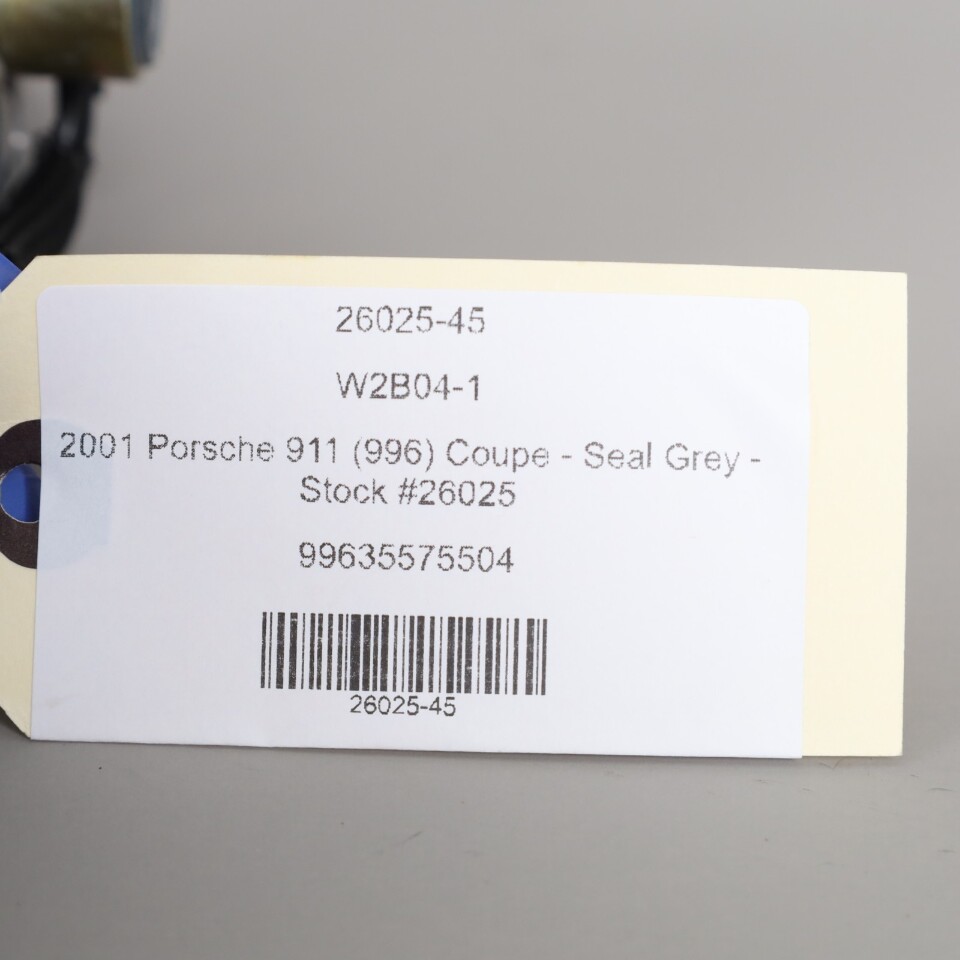 26025-45
W2B04-1
2001 Porsche 911 (996) Coupe - Seal Grey -
Stock #26025
99635575504
26025-45